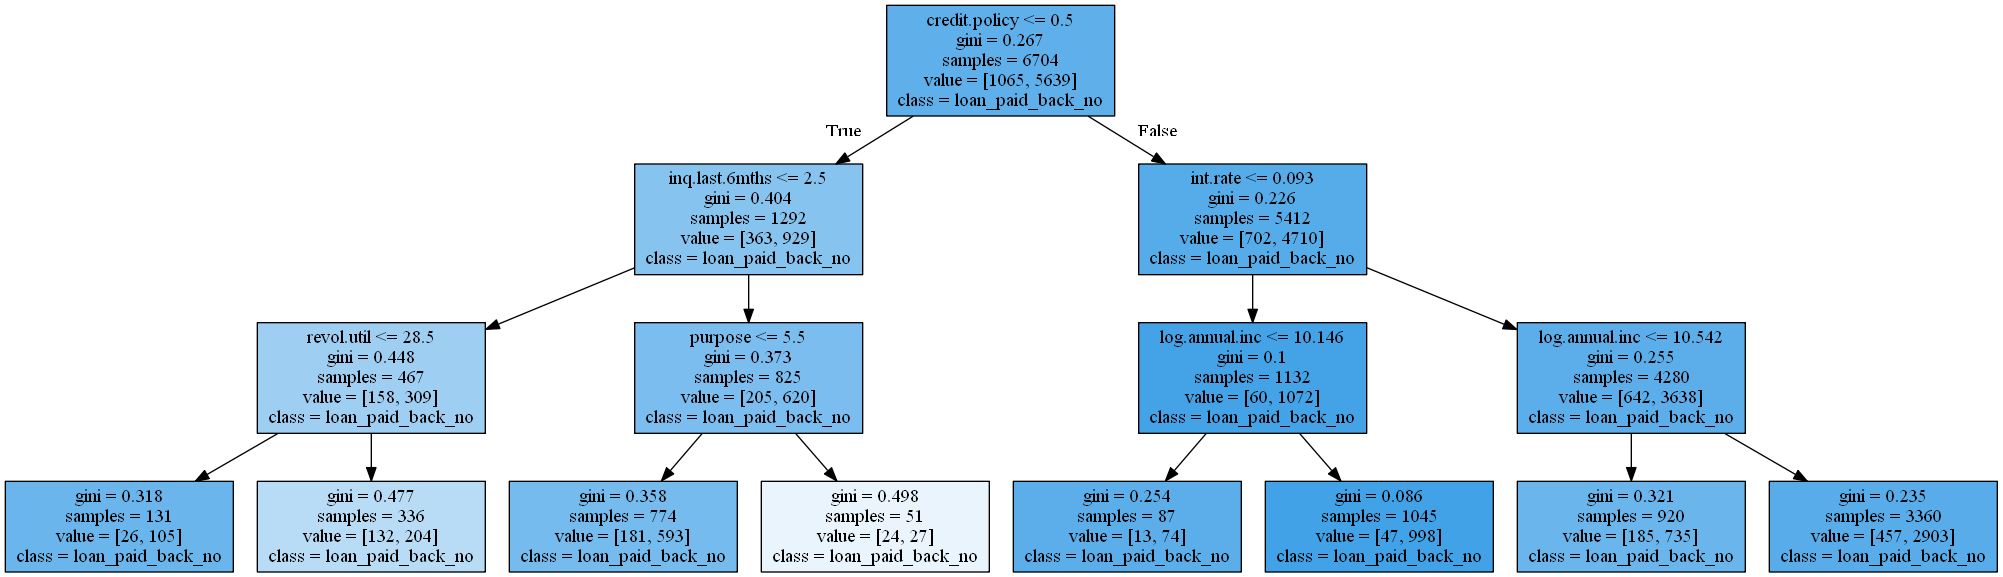 credit.policy <= 0.5
gini = 0.267
samples = 6704
value = [1065, 5639]
class = loan_paid_back_no
True
False
inq.last.6mths <= 2.5
gini = 0.404
samples = 1292
value = [363, 929]
class = loan_paid_back_no
int.rate <= 0.093
gini = 0.226
samples = 5412
value = [702, 4710]
class = loan_paid_back_no
revol.util <= 28.5
gini = 0.448
samples = 467
value = [158, 309]
class = loan_paid_back_no
purpose <= 5.5
gini = 0.373
samples = 825
value = [205, 620]
class = loan_paid_back_no
log.annual.inc <= 10.146
gini = 0.1
samples = 1132
value = [60, 1072]
class = loan_paid_back_no
log.annual.inc <= 10.542
gini = 0.255
samples = 4280
value = [642, 3638]
class = loan_paid_back_no
gini = 0.318
samples = 131
value = [26, 105]
class = loan_paid_back_no
gini = 0.477
samples = 336
value = [132, 204]
class = loan_paid_back_no
gini = 0.358
samples = 774
value = [181, 593]
class = loan_paid_back_no
gini = 0.498
samples = 51
value = [24, 27]
class = loan_paid_back_no
gini = 0.254
samples = 87
value = [13, 74]
class = loan_paid_back_no
gini = 0.086
samples = 1045
value = [47, 998]
class = loan_paid_back_no
gini = 0.321
samples = 920
value = [185, 735]
class = loan_paid_back_no
gini = 0.235
samples = 3360
value = [457, 2903]
class = loan_paid_back_no